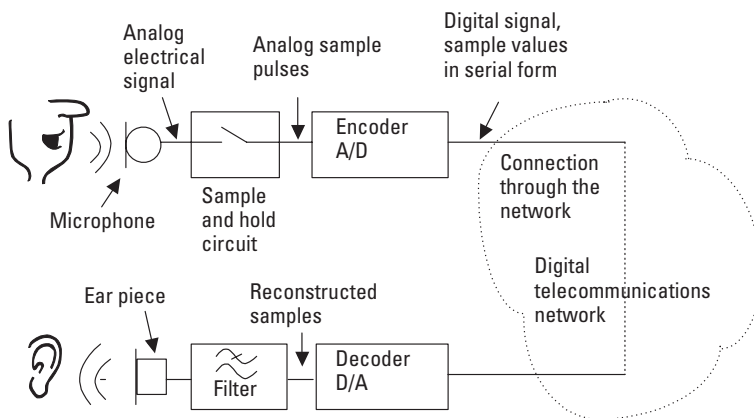 Analog
electrical
signal
Analog sample
pulses
Digital signal,
sample values
in serial form
Encoder
A/D
Microphone
Sample
and hold
circuit
Connection
through the
network
Digital
telecommunications
network
Ear piece
Reconstructed
samples
Filter
Decoder
D/A